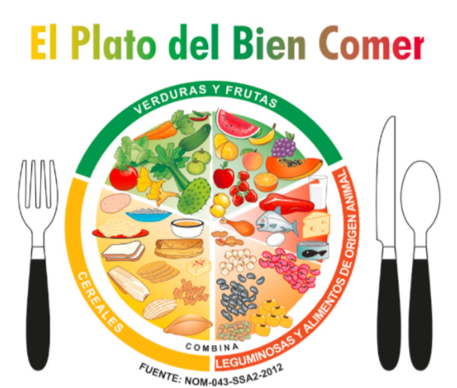 El Plato del Bien Comer
VERDURAS Y FRUTAS
CEREALES
LEGUMINOSAS Y ALIMENTOS DE ORIGEN ANIMAL
COMBINA
FUENTE: NOM-043-SSA2-2012